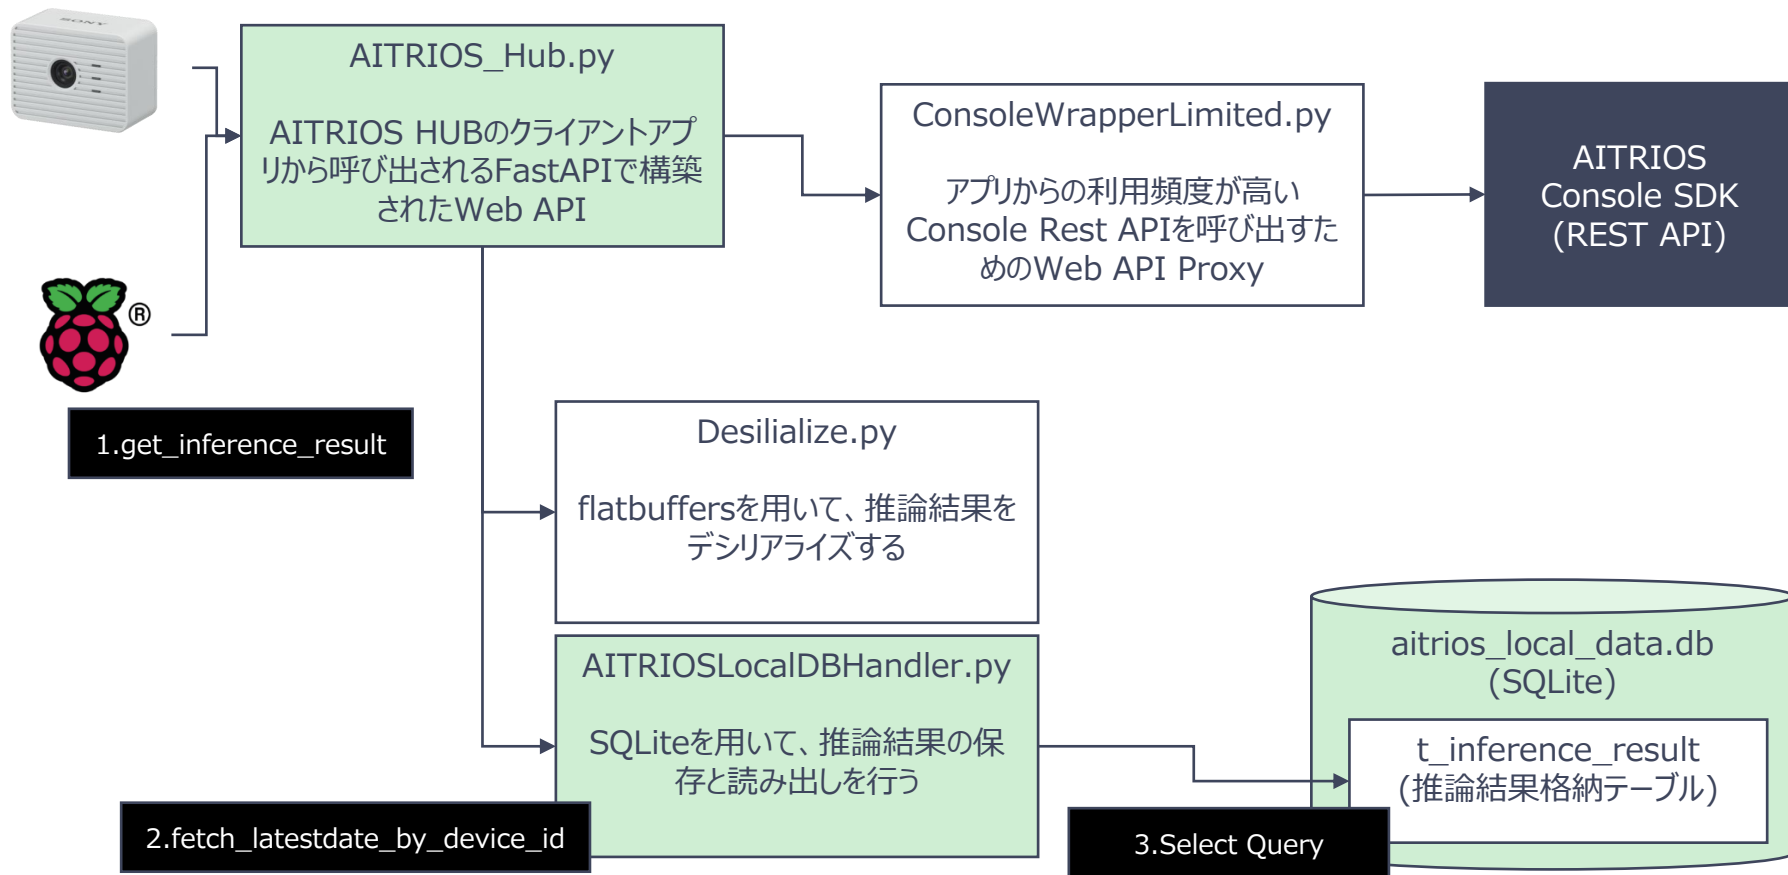 SONY
AITRIOS_Hub.py
AITRIOS HUBのクライアントアプ
リから呼び出されるFastAPIで構築
されたWeb API
ConsoleWrapperLimited.py
アプリからの利用頻度が高い
Console Rest APIを呼び出すた
めのWeb API Proxy
AITRIOS
Console SDK
(REST API)
®
1.get_inference_result
Desilialize.py
flatbuffersを用いて、推論結果を
デシリアライズする
AITRIOSLocalDBHandler.py
SQLiteを用いて、推論結果の保
存と読み出しを行う
2.fetch_latestdate_by_device_id
aitrios_local_data.db
(SQLite)
t_inference_result
(推論結果格納テーブル)
3.Select Query